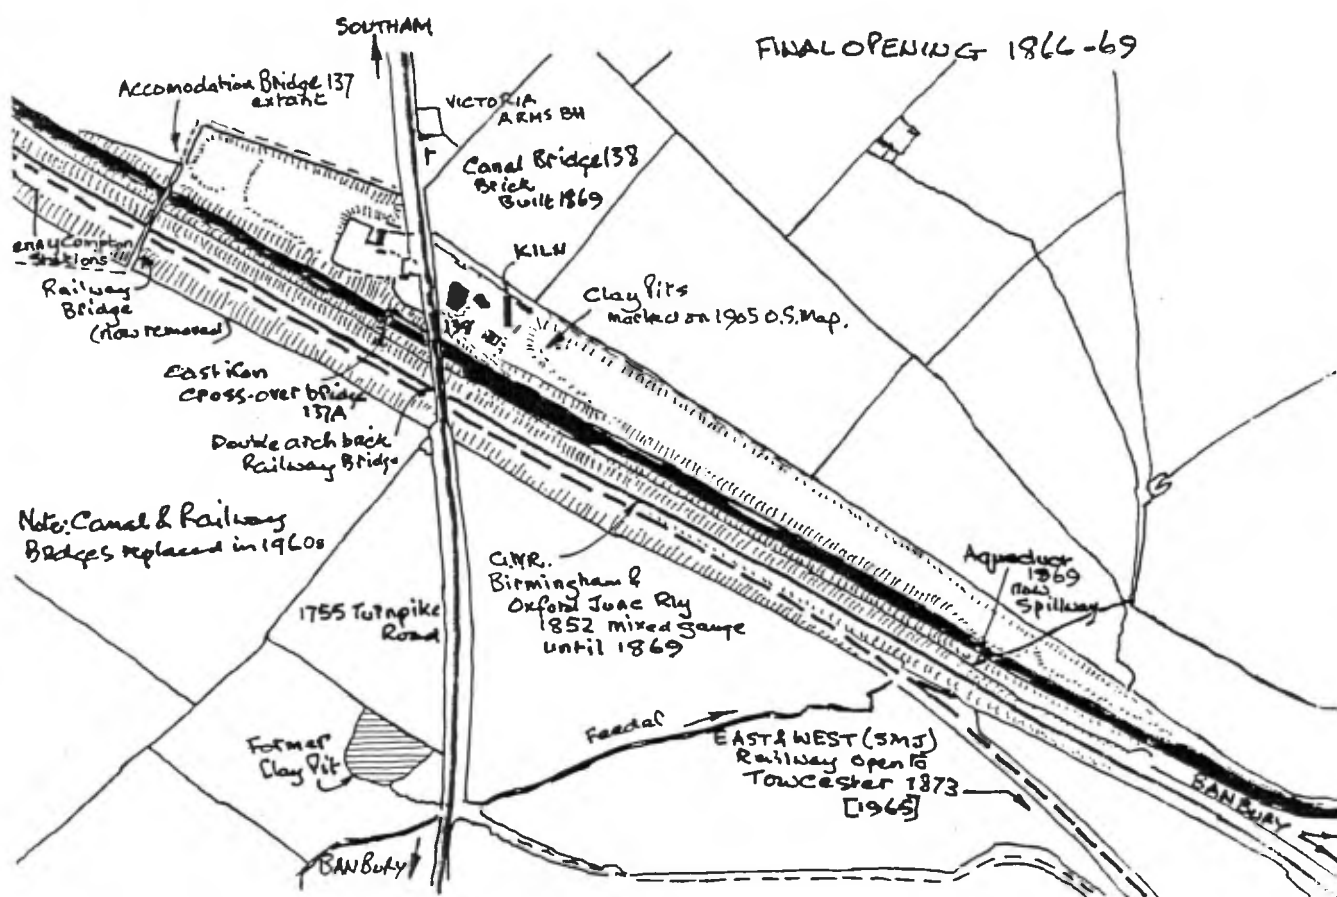 SOUTHAM
FINAL OPENING 1866-69
Accomodation Bridge 137
extant
VICTORIA
ARMS BH
Canal Bridge 138
Brick
Built 1869
KILN
Clay Pits
marked on 1905 O.S. Map.
Compton
Stations
Railway
Bridge
(now removed)
138
Cast iron
cross-over bridge
137A
Double arch brick
Railway Bridge
Note: Canal & Railway
Bridges replaced in 1960s
G.W.R.
Birmingham &
Oxford Junc Rly
1852 mixed gauge
until 1869
Aqueduct
1869
now
Spillway
1755 Turnpike
Road
Former
Clay Pit
Feeder
EAST & WEST (SMJ)
Railway open to
Towcester 1873
[1965]
BANBURY
BANBURY